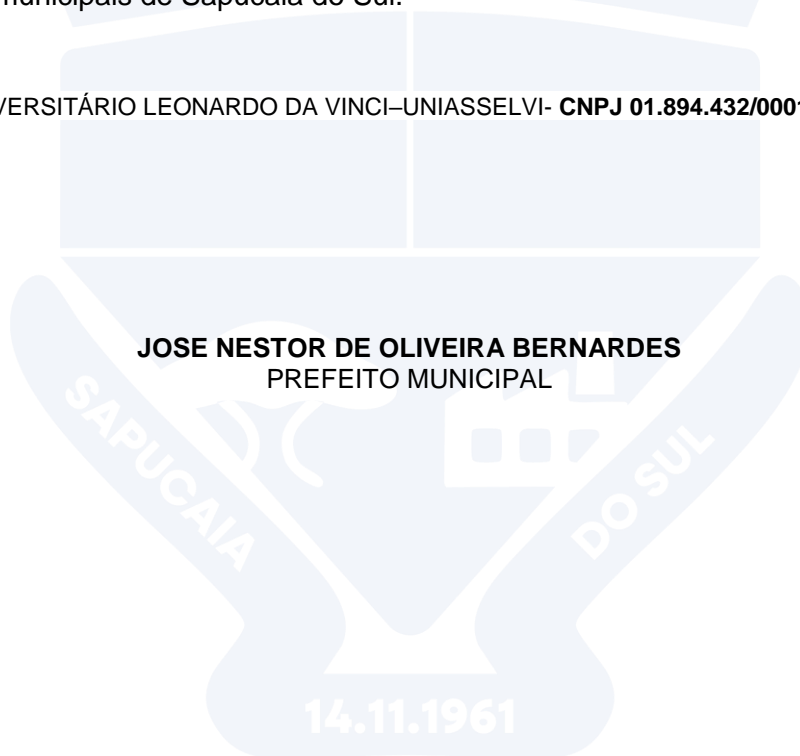 municipais de Sapucaia do Sul.
VERSITÁRIO LEONARDO DA VINCI–UNIASSELVI- CNPJ 01.894.432/0001
JOSE NESTOR DE OLIVEIRA BERNARDES
PREFEITO MUNICIPAL
SAPUCAIA
DO SUL
14.11.1961